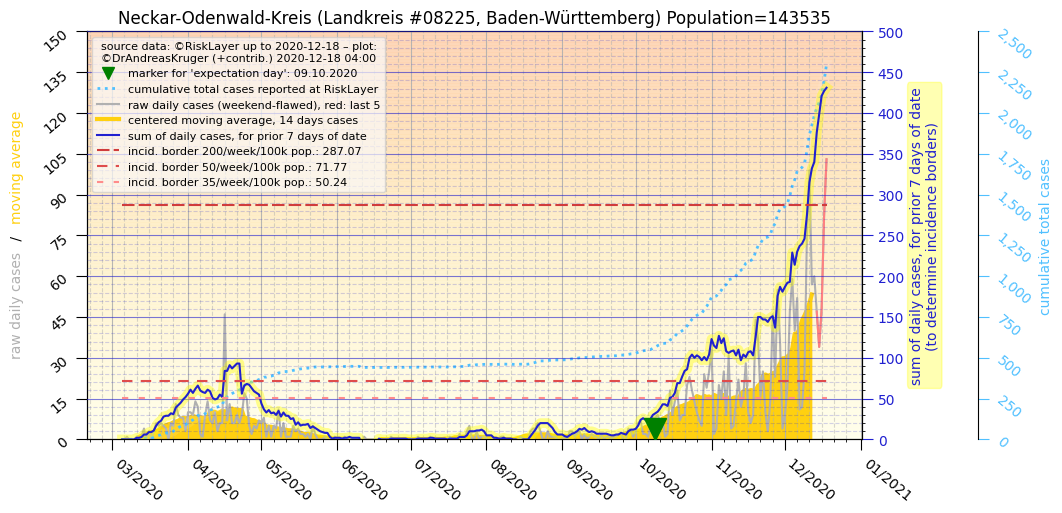 Neckar-Odenwald-Kreis (Landkreis #08225, Baden-Württemberg) Population=143535
source data: ©RiskLayer up to 2020-12-18 – plot:
©DrAndreasKruger (+contrib.) 2020-12-18 04:00
marker for 'expectation day': 09.10.2020
cumulative total cases reported at RiskLayer
raw daily cases (weekend-flawed), red: last 5
centered moving average, 14 days cases
sum of daily cases, for prior 7 days of date
incid. border 200/week/100k pop.: 287.07
incid. border 50/week/100k pop.: 71.77
incid. border 35/week/100k pop.: 50.24
raw daily cases / moving average
150
135
120
105
90
75
60
45
30
15
0
03/2020
04/2020
05/2020
06/2020
07/2020
08/2020
09/2020
10/2020
11/2020
12/2020
01/2021
500
450
400
350
300
250
200
150
100
50
0
sum of daily cases, for prior 7 days of date
(to determine incidence borders)
2,500
2,250
2,000
1,750
1,500
1,250
1,000
750
500
250
0
cumulative total cases